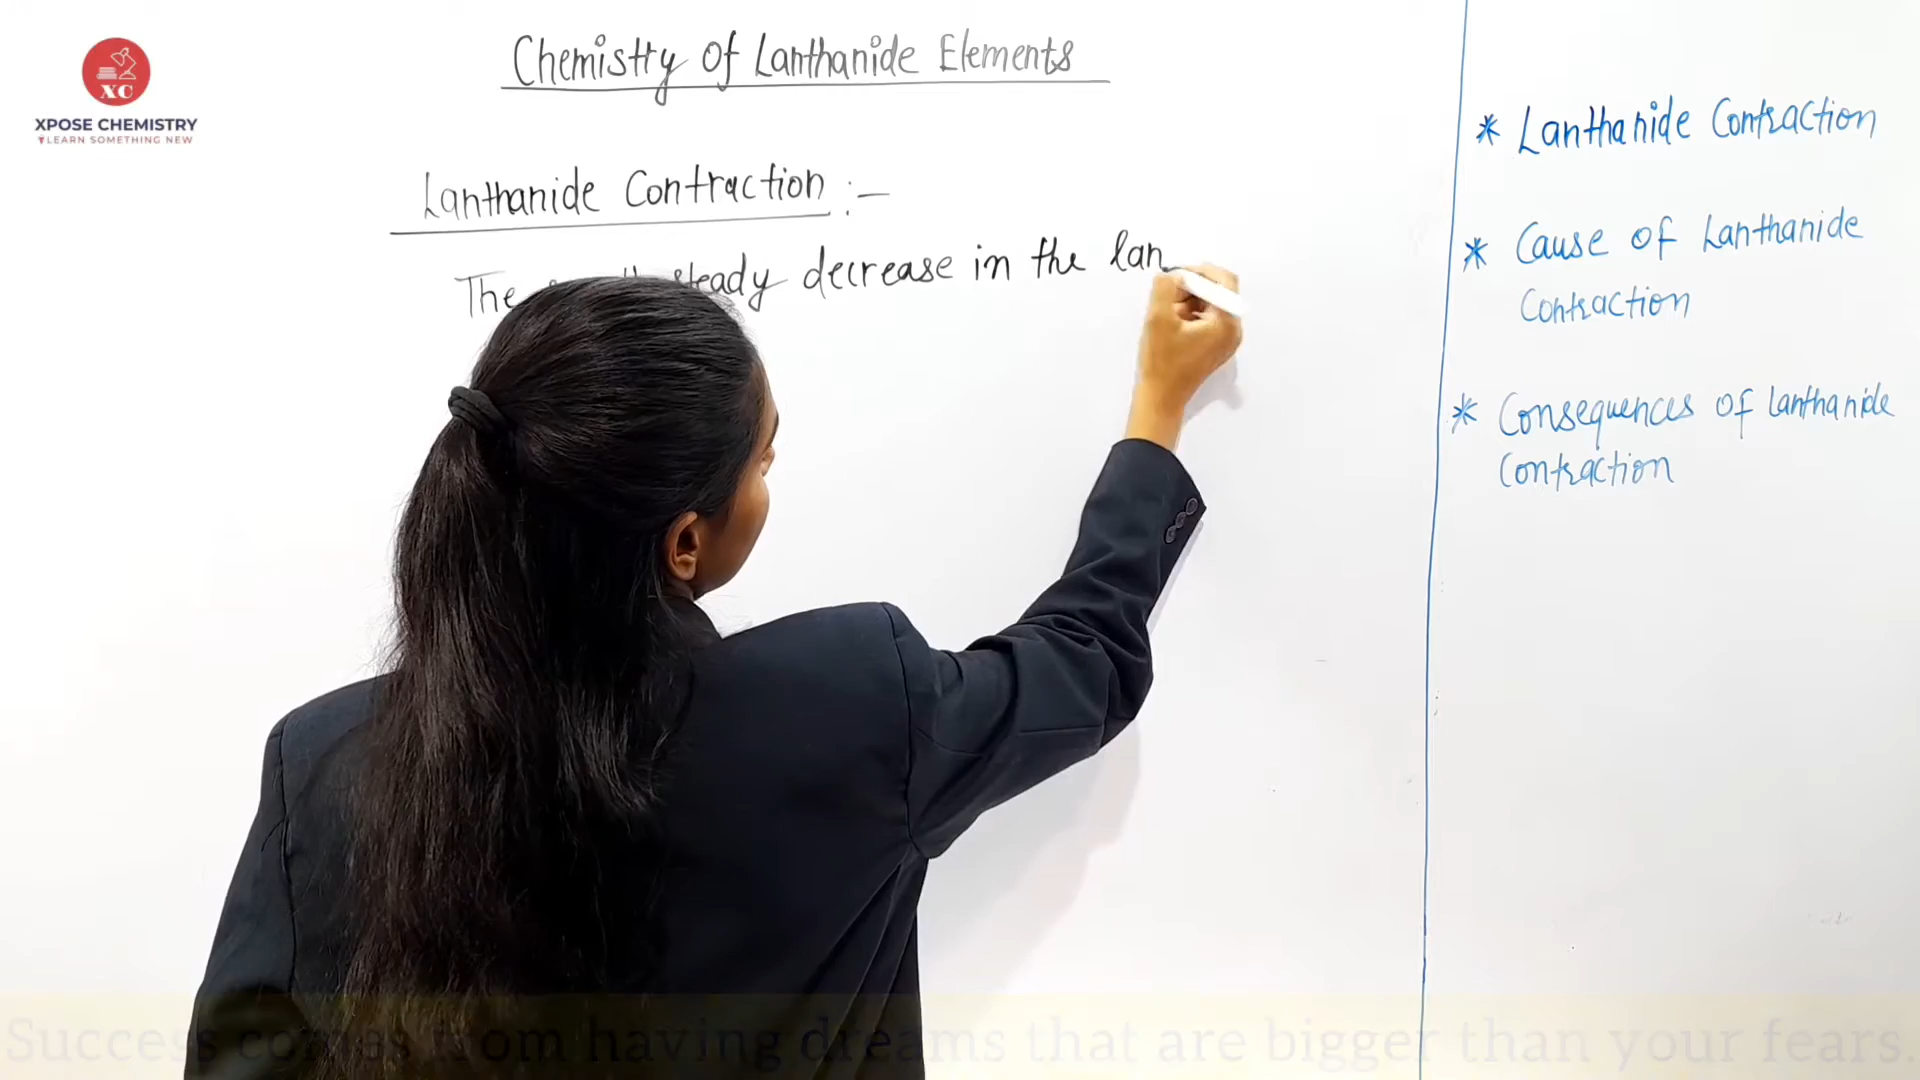 Chemistry Of Lanthanide Elements
XC
XPOSE CHEMISTRY
LEARN SOMETHING NEW
Lanthanide Contraction :-
The steady decrease in the lan
* Lanthanide Contraction
* Cause of Lanthanide
Contraction
* Consequences of lanthanide
Contraction
Success comes from having dreams that are bigger than your fears.